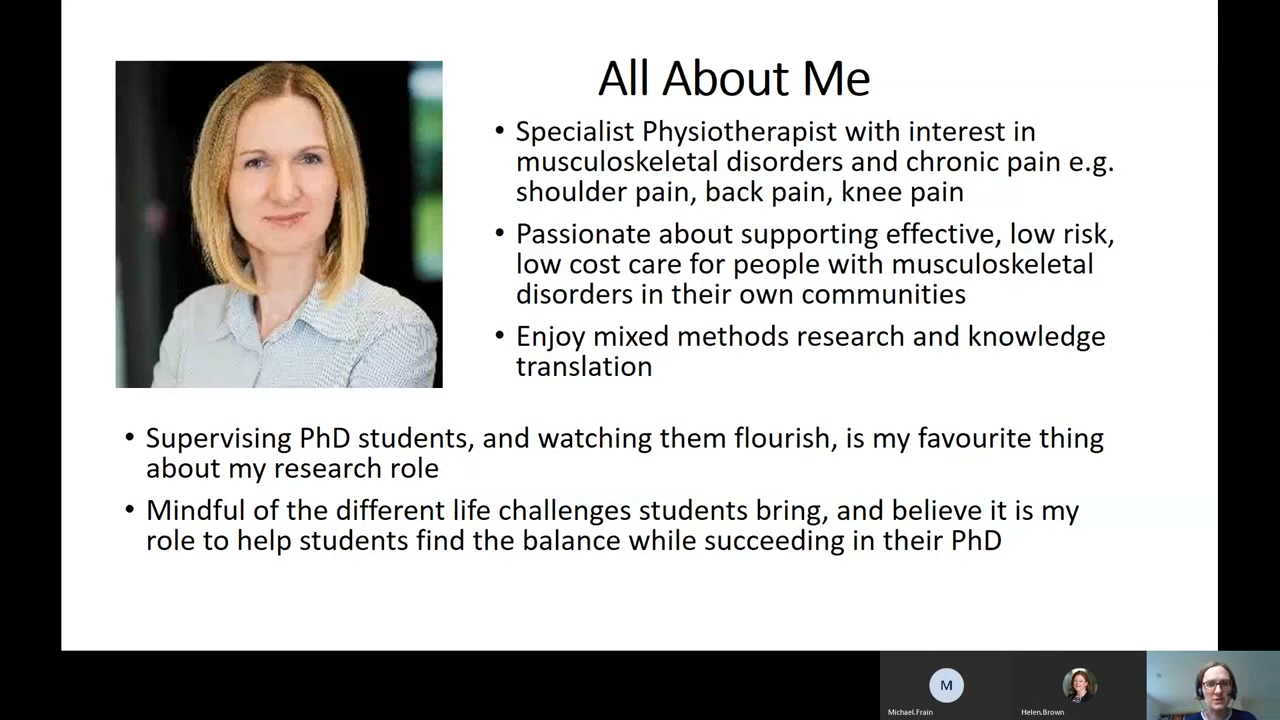 All About Me
• Specialist Physiotherapist with interest in
musculoskeletal disorders and chronic pain e.g.
shoulder pain, back pain, knee pain
• Passionate about supporting effective, low risk,
low cost care for people with musculoskeletal
disorders in their own communities
• Enjoy mixed methods research and knowledge
translation
• Supervising PhD students, and watching them flourish, is my favourite thing
about my research role
• Mindful of the different life challenges students bring, and believe it is my
role to help students find the balance while succeeding in their PhD
M
Michael.Frain
Helen.Brown